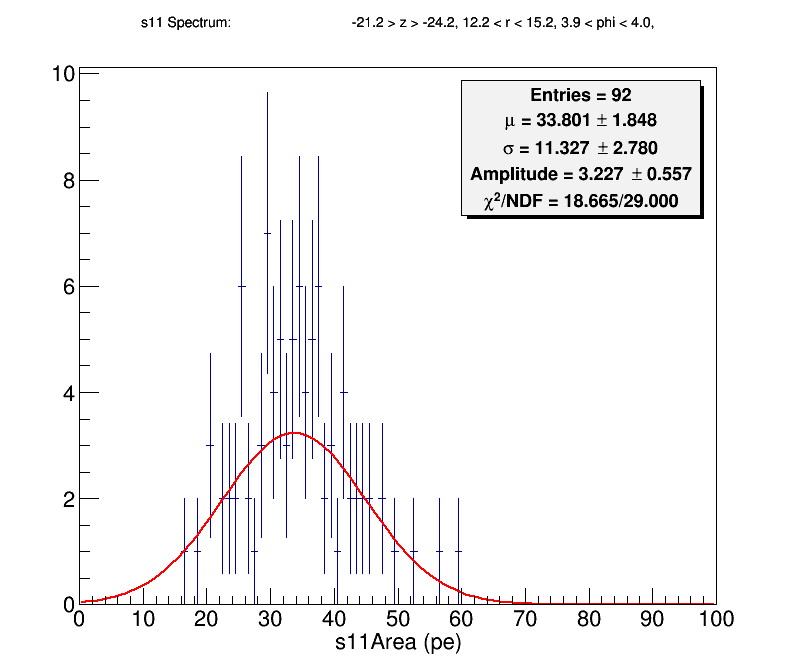 s11 Spectrum: -21.2 > z > -24.2, 12.2 < r < 15.2, 3.9 < phi < 4.0,
Entries = 92
μ = 33.801 ± 1.848
σ = 11.327 ± 2.780
Amplitude = 3.227 ± 0.557
χ²/NDF = 18.665/29.000
10
8
6
4
2
0
0 10 20 30 40 50 60 70 80 90 100
s11Area (pe)